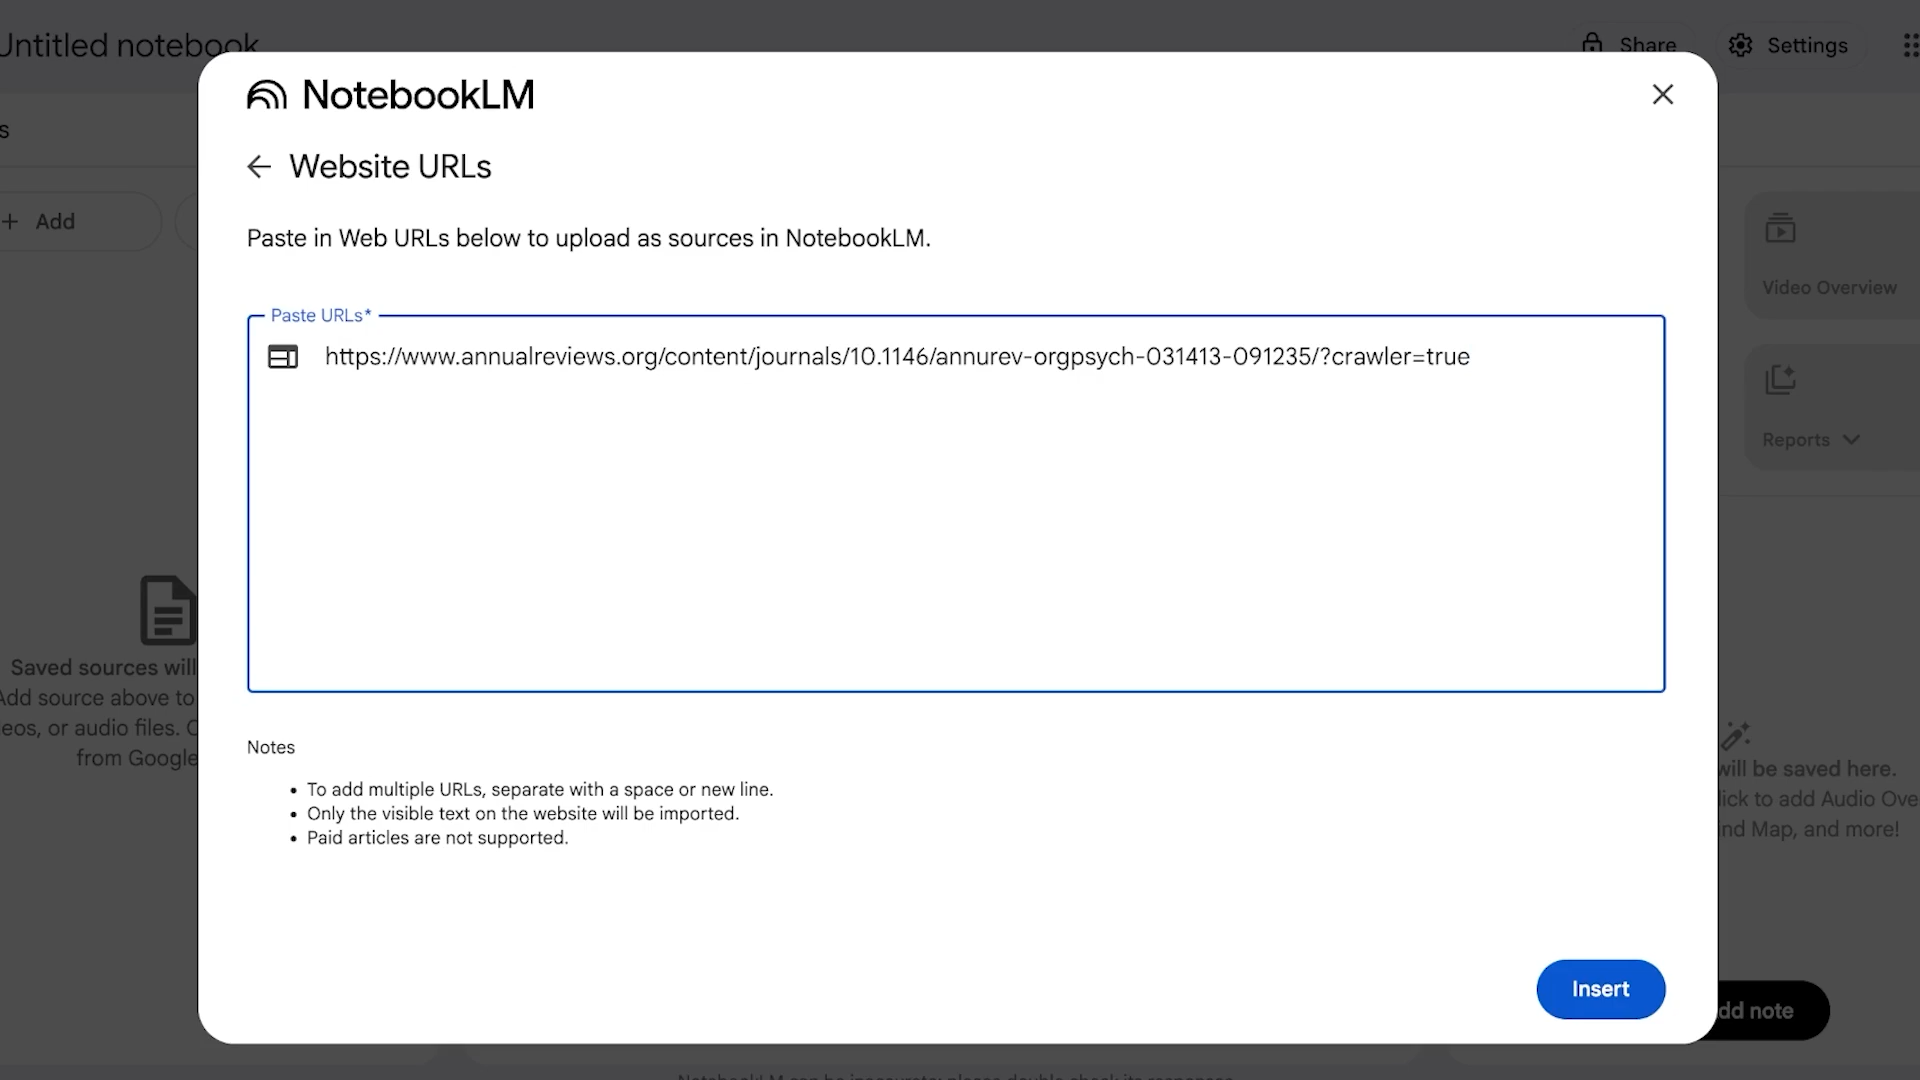 Untitled notebook
Share
Settings
NotebookLM
Website URLs
Add
Paste in Web URLs below to upload as sources in NotebookLM.
Video Overview
Paste URLs*
https://www.annualreviews.org/content/journals/10.1146/annurev-orgpsych-031413-091235/?crawler=true
Reports
Saved sources will
Add source above to
eos, or audio files.
from Google
Notes
To add multiple URLs, separate with a space or new line.
Only the visible text on the website will be imported.
Paid articles are not supported.
will be saved here.
lick to add Audio Ove
nd Map, and more!
Insert
dd note